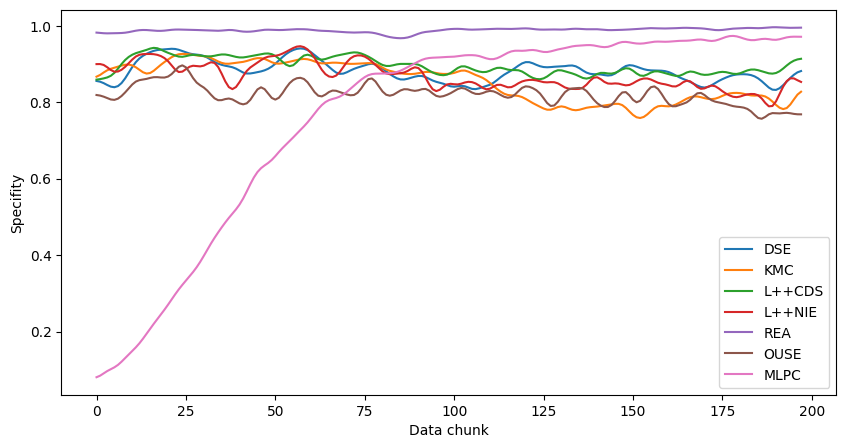 1.0
0.8
0.6
0.4
0.2
Specifity
0 25 50 75 100 125 150 175 200
Data chunk
DSE
KMC
L++CDS
L++NIE
REA
OUSE
MLPC